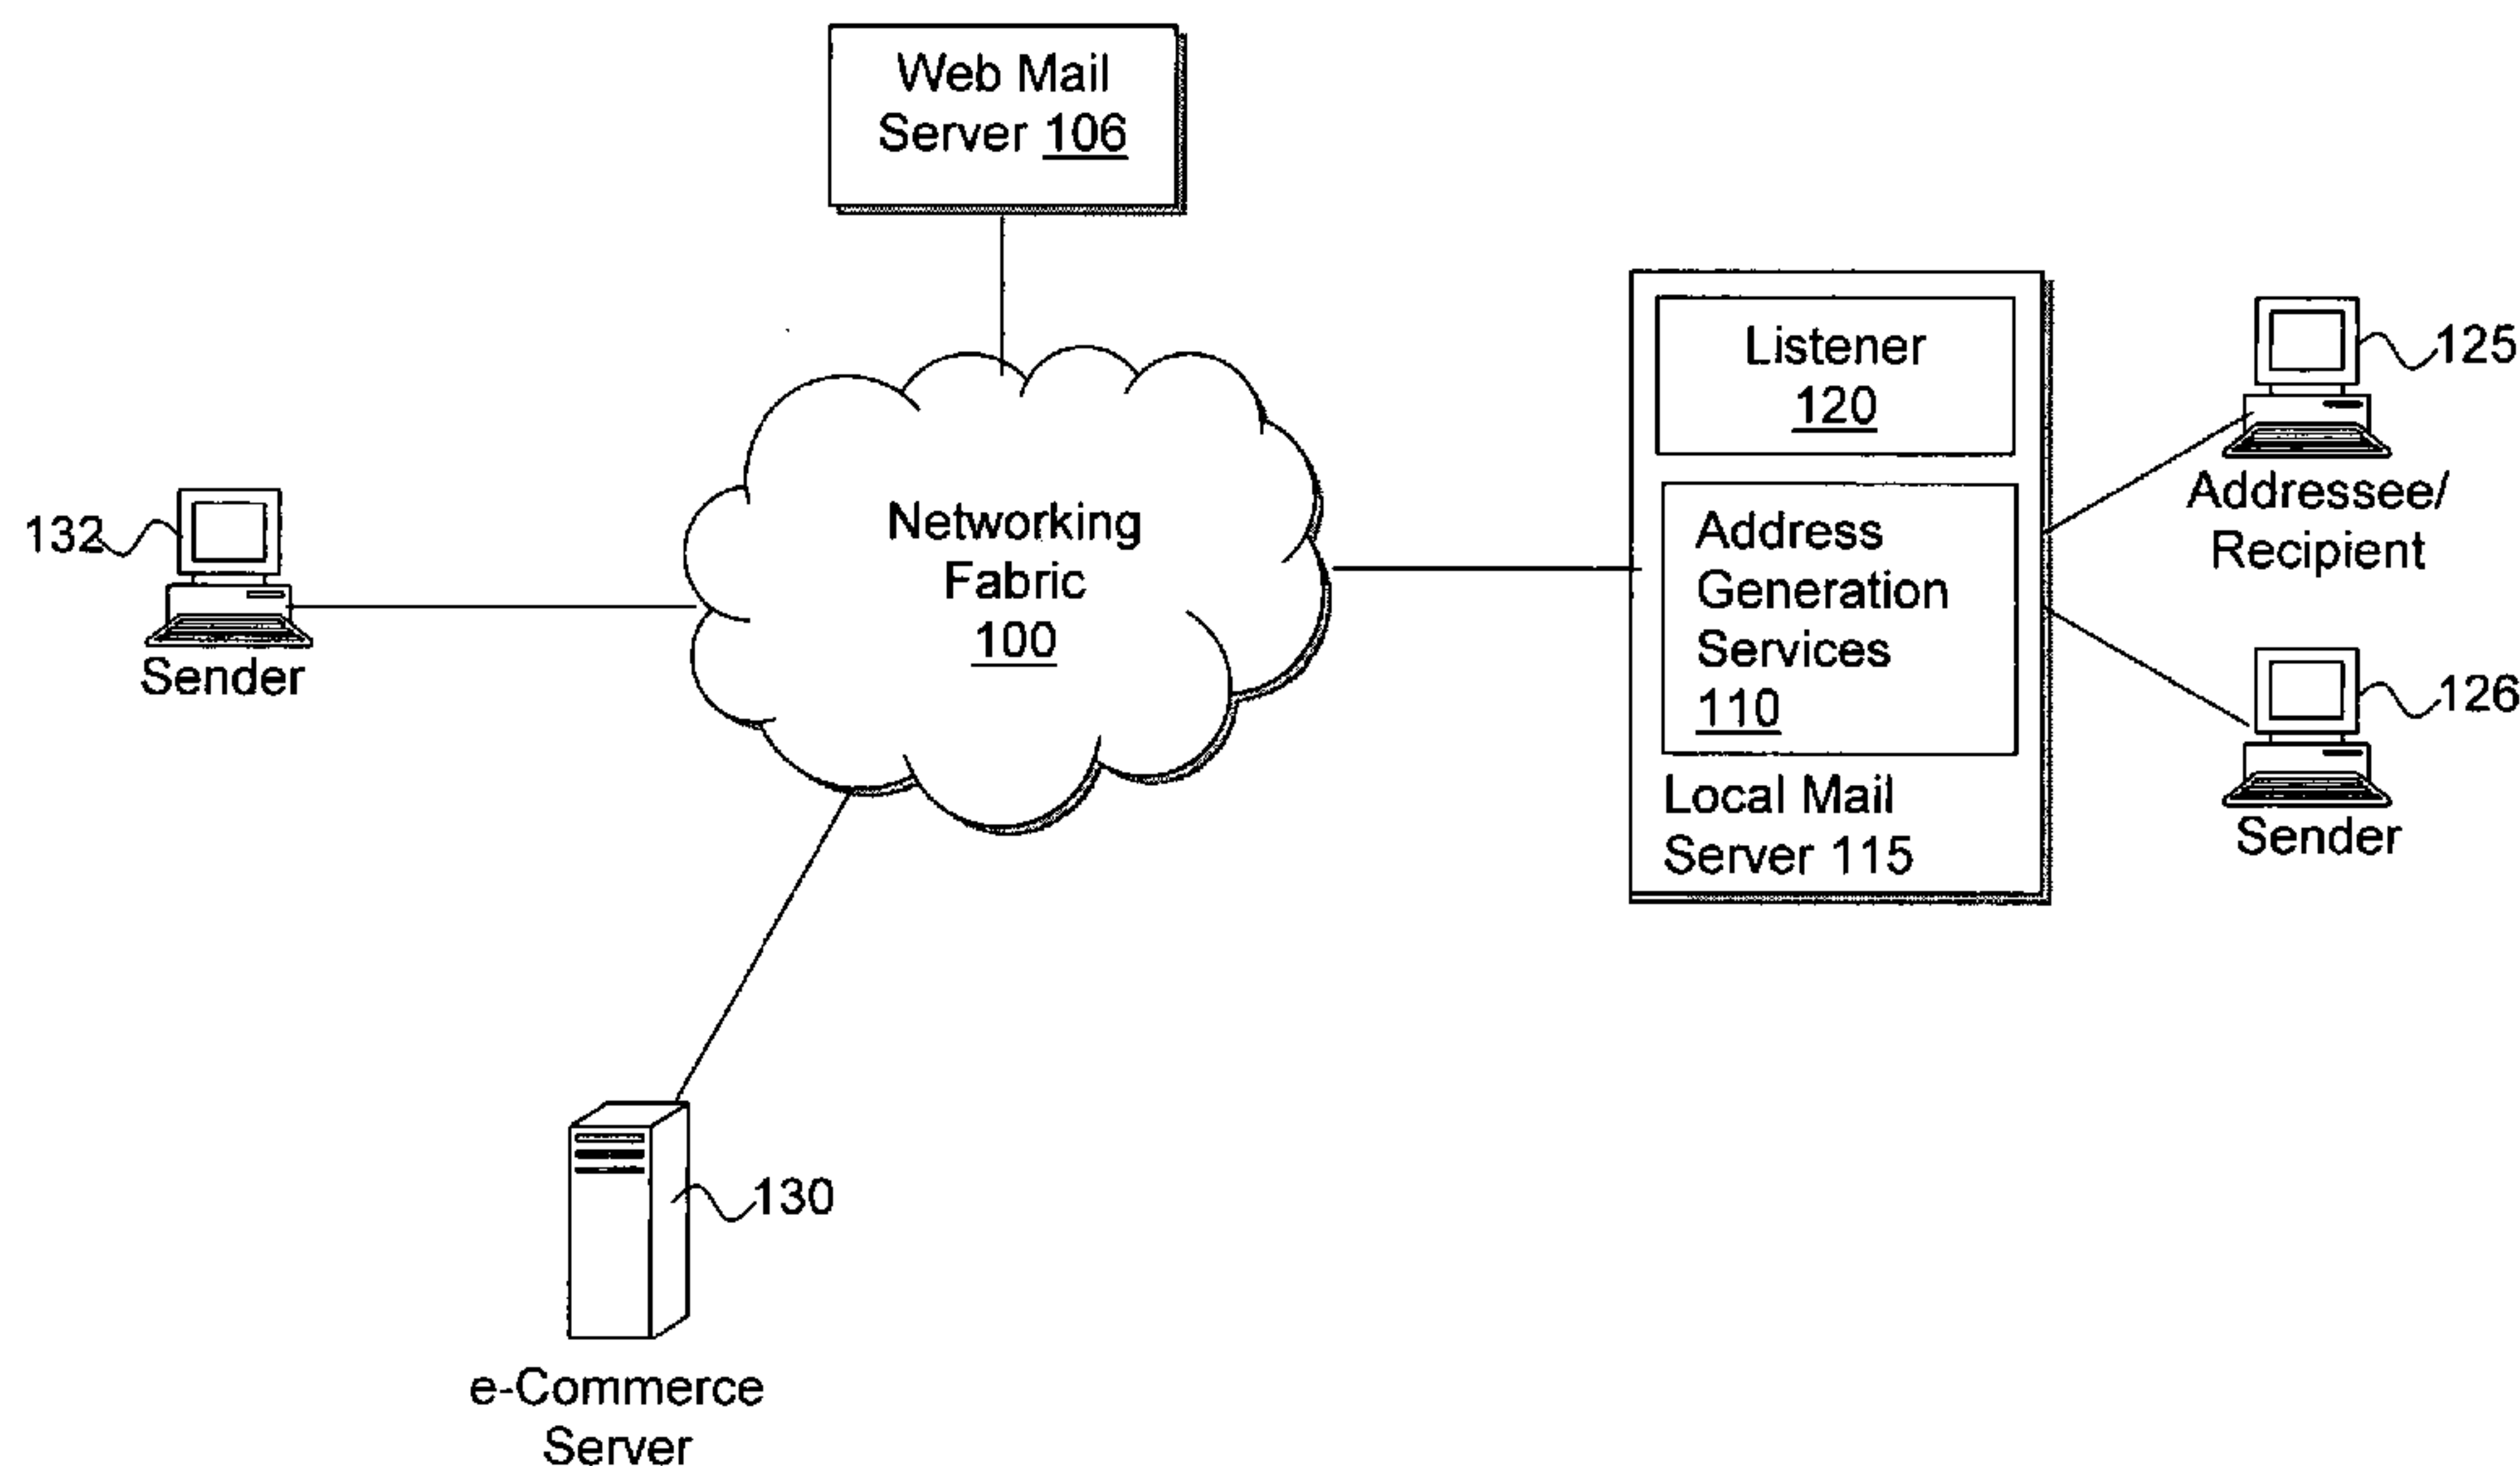 Web Mail
Server 106
Listener
120
125
Addressee/
Recipient
132
Sender
Networking
Fabric
100
Address
Generation
Services
110
Local Mail
Server 115
126
Sender
130
e-Commerce
Server